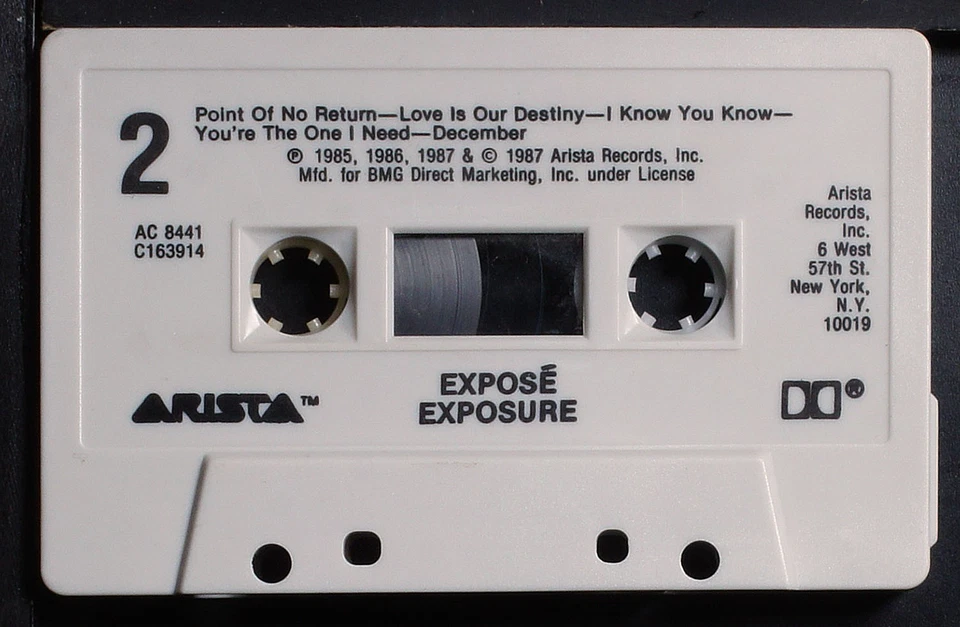 2
Point Of No Return—Love Is Our Destiny—I Know You Know—
You're The One I Need—December
℗ 1985, 1986, 1987 & © 1987 Arista Records, Inc.
Mfd. for BMG Direct Marketing, Inc. under License
AC 8441
C163914
Arista
Records,
Inc.
6 West
57th St.
New York,
N.Y.
10019
ARISTA™
EXPOSÉ
EXPOSURE
®